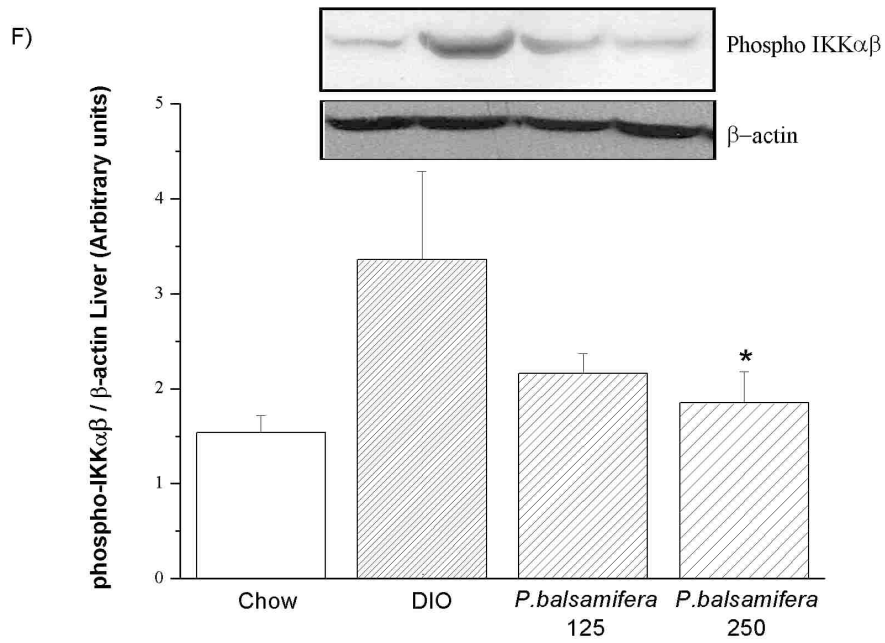 F)
Phospho IKKαβ
β-actin
phospho-IKKαβ / β-actin Liver (Arbitrary units)
5
4
3
2
1
0
*
Chow
DIO
P.balsamifera
125
P.balsamifera
250